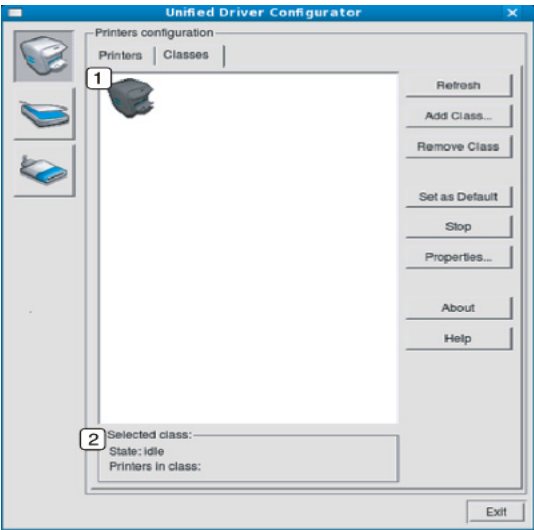 Unified Driver Configurator
Printers configuration
Printers
Classes
1
Refresh
Add Class...
Remove Class
Set as Default
Stop
Properties...
About
Help
2
Selected class:
State: idle
Printers in class:
Exit